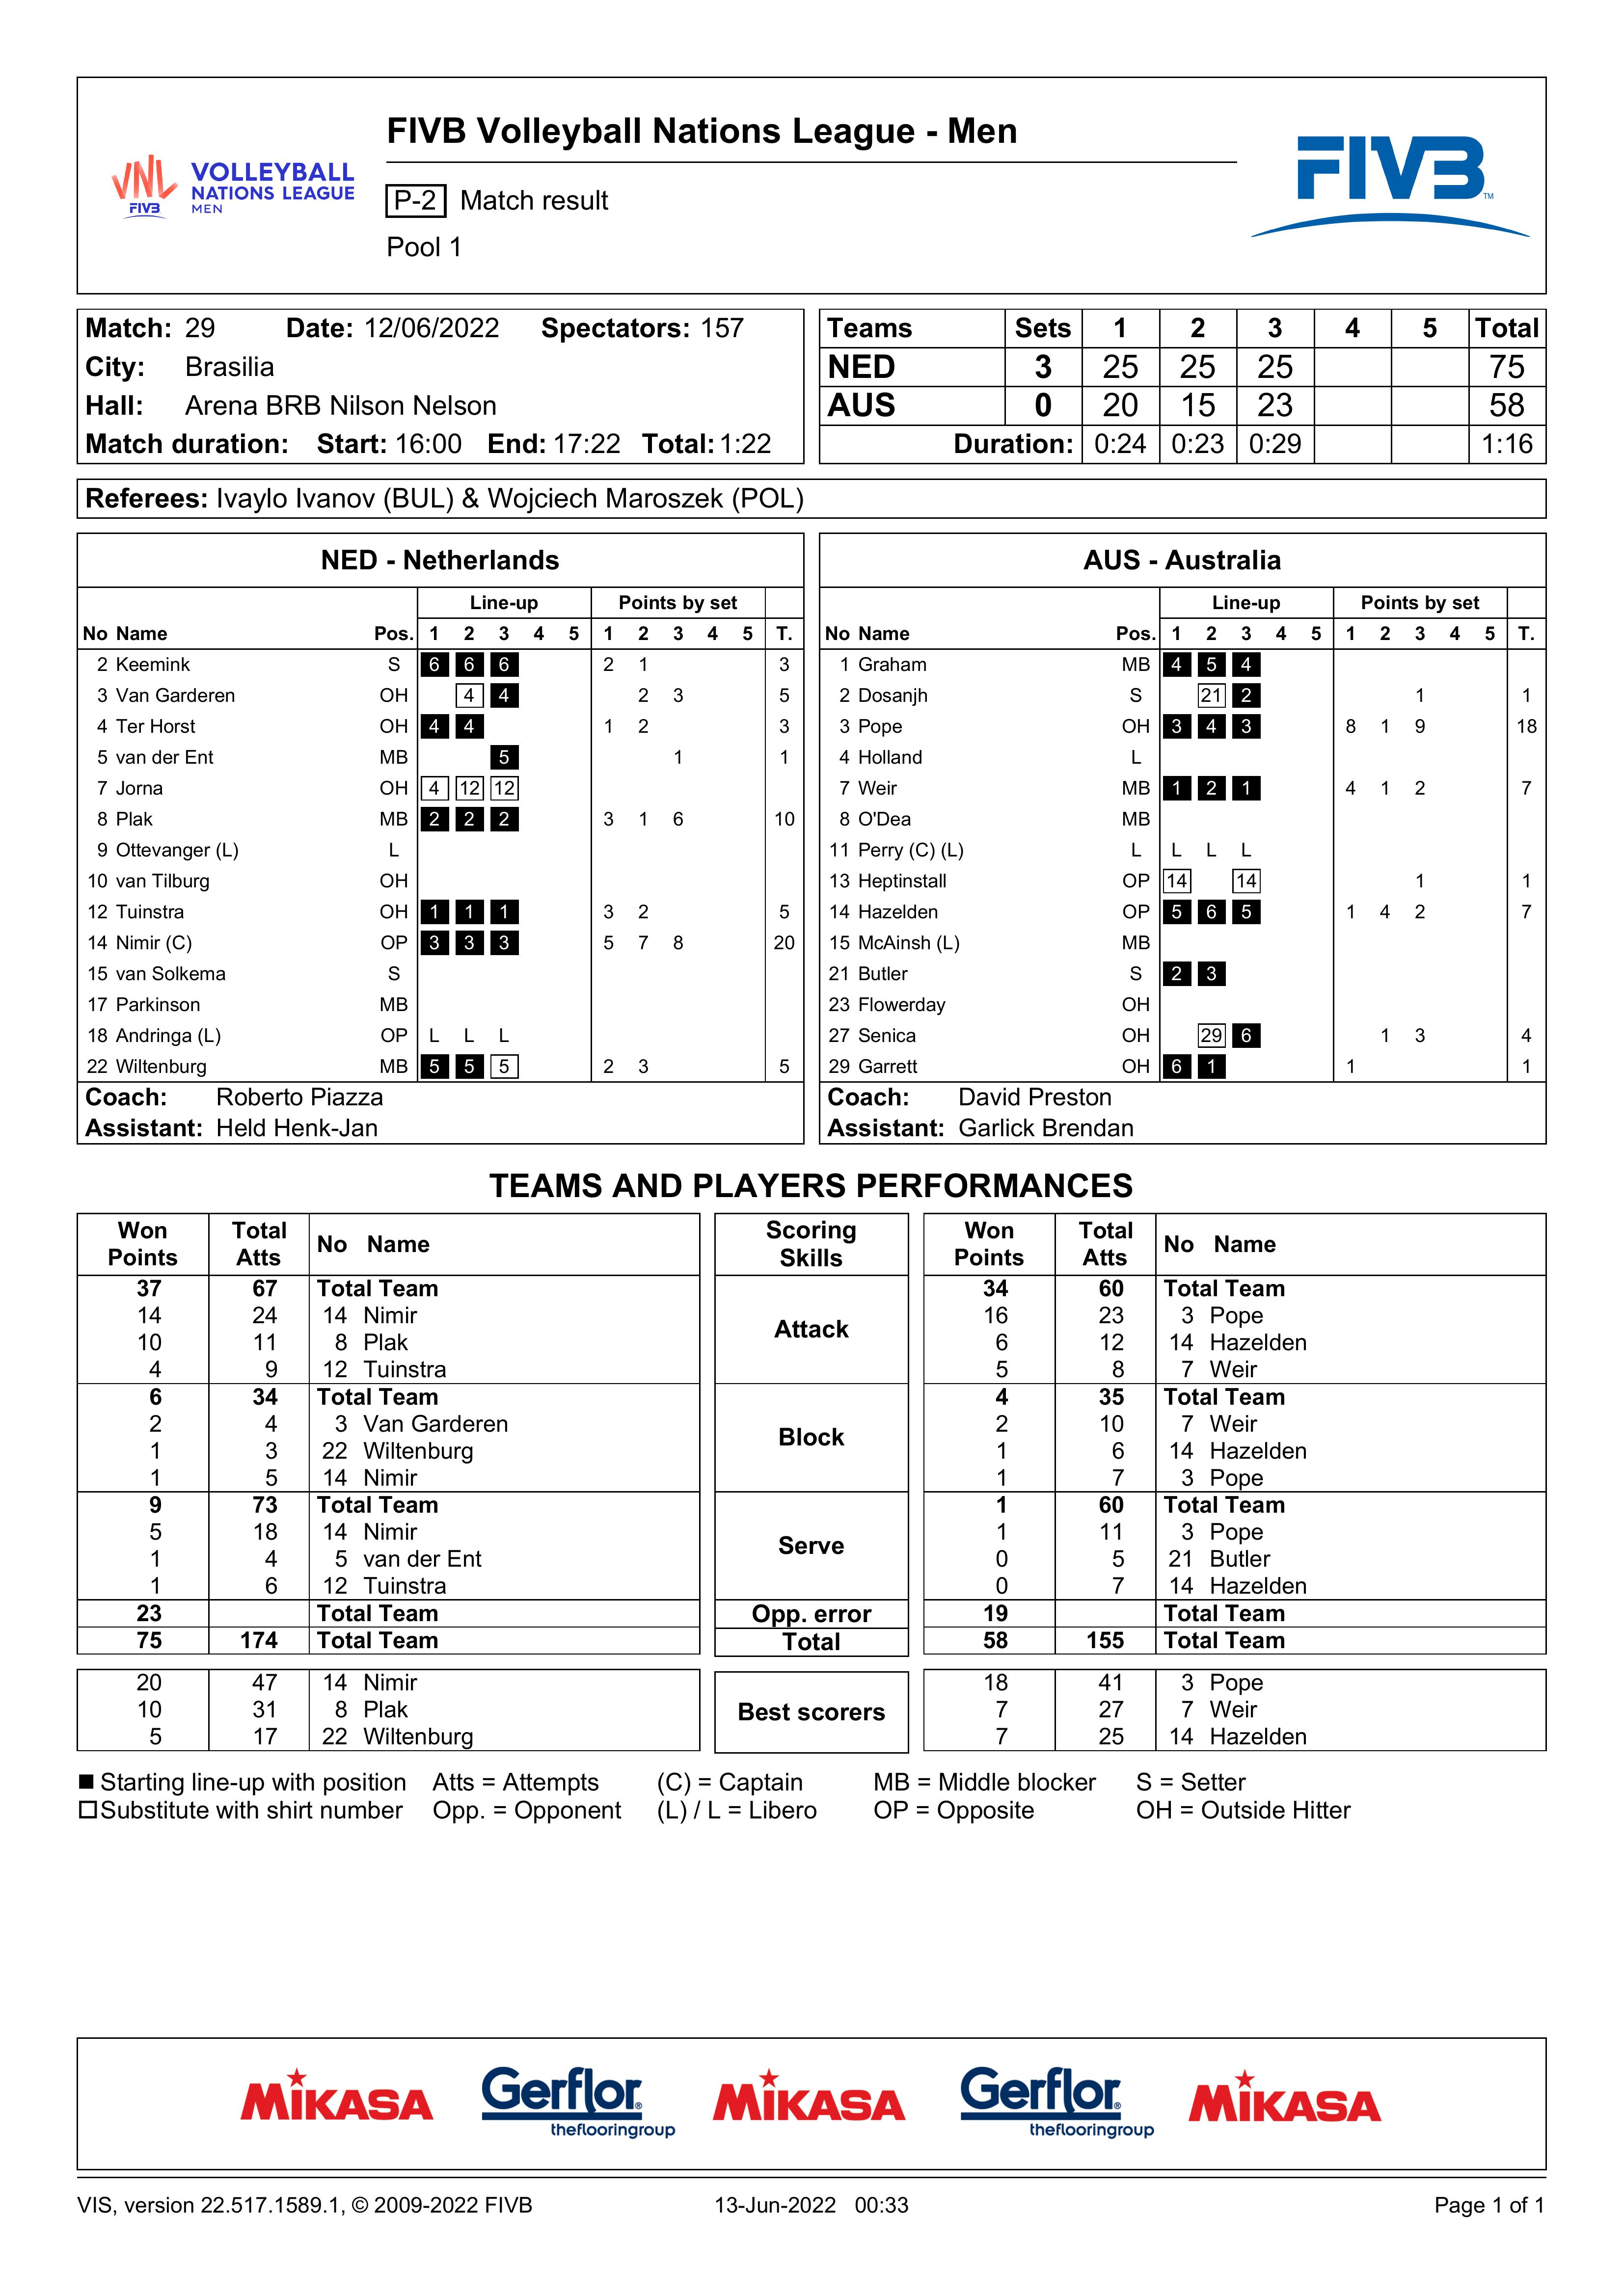 FIVB Volleyball Nations League - Men
VNL FIVB VOLLEYBALL NATIONS LEAGUE MEN
P-2 Match result
Pool 1
FIVB TM
Match: 29 Date: 12/06/2022 Spectators: 157
City: Brasilia
Hall: Arena BRB Nilson Nelson
Match duration: Start: 16:00 End: 17:22 Total: 1:22
Teams Sets 1 2 3 4 5 Total
NED 3 25 25 25 75
AUS 0 20 15 23 58
Duration: 0:24 0:23 0:29 1:16
Referees: Ivaylo Ivanov (BUL) & Wojciech Maroszek (POL)
NED - Netherlands
Line-up Points by set
No Name Pos. 1 2 3 4 5 1 2 3 4 5 T.
2 Keemink S 6 6 6 2 1 3
3 Van Garderen OH 4 4 2 3 5
4 Ter Horst OH 4 4 1 2 3
5 van der Ent MB 5 1 1
7 Jorna OH 4 12 12
8 Plak MB 2 2 2 3 1 6 10
9 Ottevanger (L) L
10 van Tilburg OH
12 Tuinstra OH 1 1 1 3 2 5
14 Nimir (C) OP 3 3 3 5 7 8 20
15 van Solkema S
17 Parkinson MB
18 Andringa (L) OP L L L
22 Wiltenburg MB 5 5 5 2 3 5
Coach: Roberto Piazza
Assistant: Held Henk-Jan
AUS - Australia
Line-up Points by set
No Name Pos. 1 2 3 4 5 1 2 3 4 5 T.
1 Graham MB 4 5 4
2 Dosanjh S 21 2 1 1
3 Pope OH 3 4 3 8 1 9 18
4 Holland L
7 Weir MB 1 2 1 4 1 2 7
8 O'Dea MB
11 Perry (C) (L) L L L L
13 Heptinstall OP 14 14 1 1
14 Hazelden OP 5 6 5 1 4 2 7
15 McAinsh (L) MB
21 Butler S 2 3
23 Flowerday OH
27 Senica OH 29 6 1 3 4
29 Garrett OH 6 1 1 1
Coach: David Preston
Assistant: Garlick Brendan
TEAMS AND PLAYERS PERFORMANCES
Won Points Total Atts No Name Scoring Skills Won Points Total Atts No Name
37 67 Total Team Attack 34 60 Total Team
14 24 14 Nimir 16 23 3 Pope
10 11 8 Plak 6 12 14 Hazelden
4 9 12 Tuinstra 5 8 7 Weir
6 34 Total Team Block 4 35 Total Team
2 4 3 Van Garderen 2 10 7 Weir
1 3 22 Wiltenburg 1 6 14 Hazelden
1 5 14 Nimir 1 7 3 Pope
9 73 Total Team Serve 1 60 Total Team
5 18 14 Nimir 1 11 3 Pope
1 4 5 van der Ent 0 5 21 Butler
1 6 12 Tuinstra 0 7 14 Hazelden
23 Total Team Opp. error 19 Total Team
75 174 Total Team Total 58 155 Total Team
20 47 14 Nimir Best scorers 18 41 3 Pope
10 31 8 Plak 7 27 7 Weir
5 17 22 Wiltenburg 7 25 14 Hazelden
Starting line-up with position Atts = Attempts (C) = Captain MB = Middle blocker S = Setter
Substitute with shirt number Opp. = Opponent (L) / L = Libero OP = Opposite OH = Outside Hitter
MIKASA Gerflor® theflooringgroup MIKASA Gerflor® theflooringgroup MIKASA
VIS, version 22.517.1589.1, © 2009-2022 FIVB 13-Jun-2022 00:33 Page 1 of 1